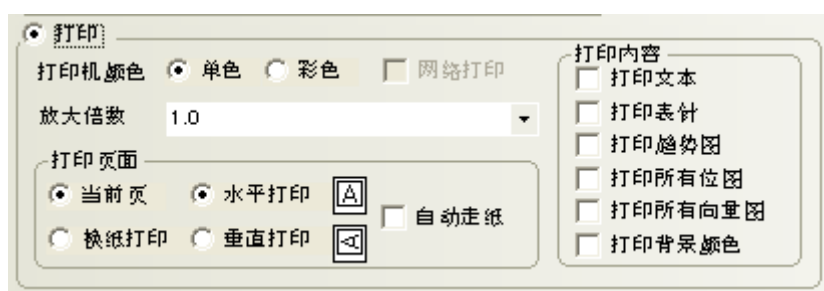 打印
打印机颜色 单色 彩色 网络打印
放大倍数 1.0
打印页面
当前页 水平打印 A
换纸打印 垂直打印 A
自动走纸
打印内容
打印文本
打印表针
打印趋势图
打印所有位图
打印所有向量图
打印背景颜色